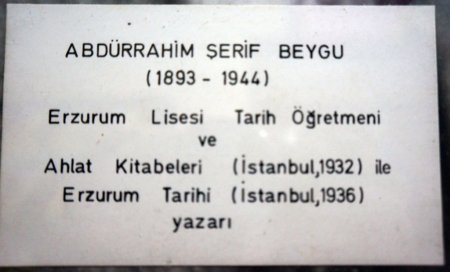 ABDÜRRAHİM ŞERİF BEYGU
(1893 - 1944)
Erzurum Lisesi Tarih Öğretmeni
ve
Ahlat Kitabeleri (İstanbul,1932) ile
Erzurum Tarihi (İstanbul,1936)
yazarı